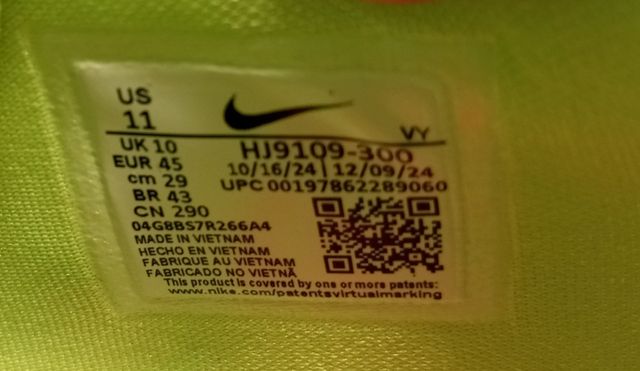 US
11
VY
UK 10
EUR 45
cm 29
BR 43
CN 290
HJ9109-300
10/16/24 | 12/09/24
UPC 00197862289060
04G8BS7R266A4
MADE IN VIETNAM
HECHO EN VIETNAM
FABRIQUE AU VIETNAM
FABRICADO NO VIETNÃ
This product is covered by one or more patents:
www.nike.com/patentsvirtualmarking